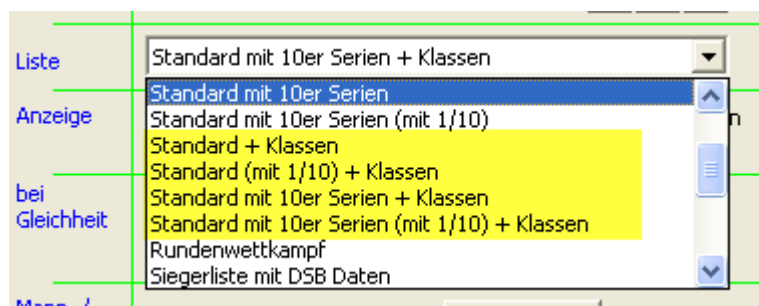 Liste
Standard mit 10er Serien + Klassen
Standard mit 10er Serien
Anzeige
Standard mit 10er Serien (mit 1/10)
n
Standard + Klassen
Standard (mit 1/10) + Klassen
bei
Gleichheit
Standard mit 10er Serien + Klassen
Standard mit 10er Serien (mit 1/10) + Klassen
Rundenwettkampf
Siegerliste mit DSB Daten